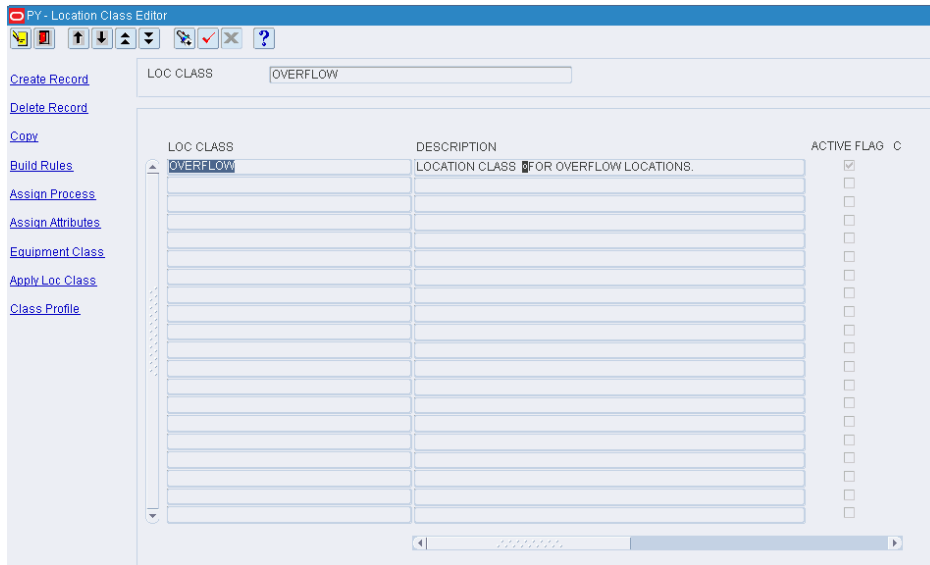 PY - Location Class Editor
?
Create Record
Delete Record
Copy
Build Rules
Assign Process
Assign Attributes
Equipment Class
Apply Loc Class
Class Profile
LOC CLASS OVERFLOW
LOC CLASS DESCRIPTION ACTIVE FLAG C
OVERFLOW LOCATION CLASS FOR OVERFLOW LOCATIONS.